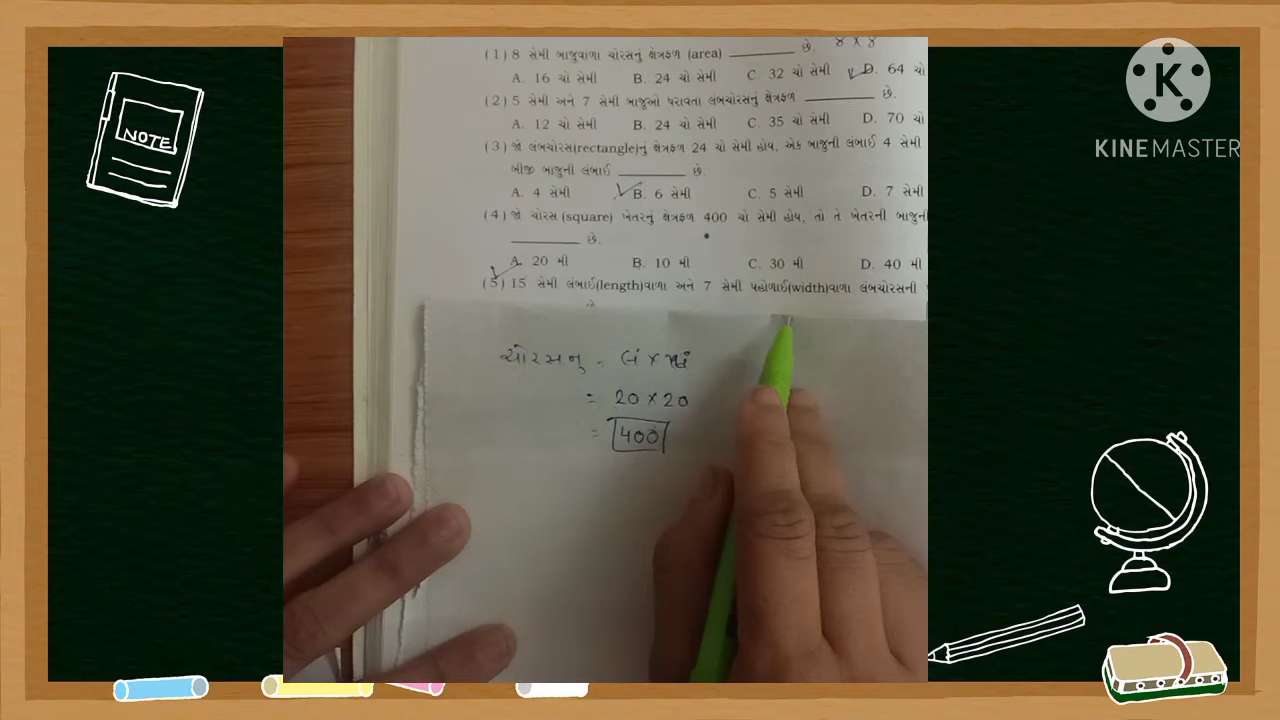 NOTE
KINEMASTER
(1) 8 સેમી બાજુવાળા ચોરસનું ક્ષેત્રફળ (area) ________ છે. 8 X 8
A. 16 ચો સેમી B. 24 ચો સેમી C. 32 ચો સેમી D. 64 ચો
(2) 5 સેમી અને 7 સેમી બાજુઓ ધરાવતા લંબચોરસનું ક્ષેત્રફળ ________ છે.
A. 12 ચો સેમી B. 24 ચો સેમી C. 35 ચો સેમી D. 70 ચો
(3) જો લંબચોરસ(rectangle)નું ક્ષેત્રફળ 24 ચો સેમી હોય, એક બાજુની લંબાઈ 4 સેમી
બીજી બાજુની લંબાઈ ________ છે.
A. 4 સેમી B. 6 સેમી C. 5 સેમી D. 7 સેમી
(4) જો ચોરસ (square) ખેતરનું ક્ષેત્રફળ 400 ચો સેમી હોય, તો તે ખેતરની બાજુની
________ છે.
A. 20 મી B. 10 મી C. 30 મી D. 40 મી
(5) 15 સેમી લંબાઈ(length)વાળા અને 7 સેમી પહોળાઈ(width)વાળા લંબચોરસની
ચોરસનુ = લં ×
= 20 × 20
= 400